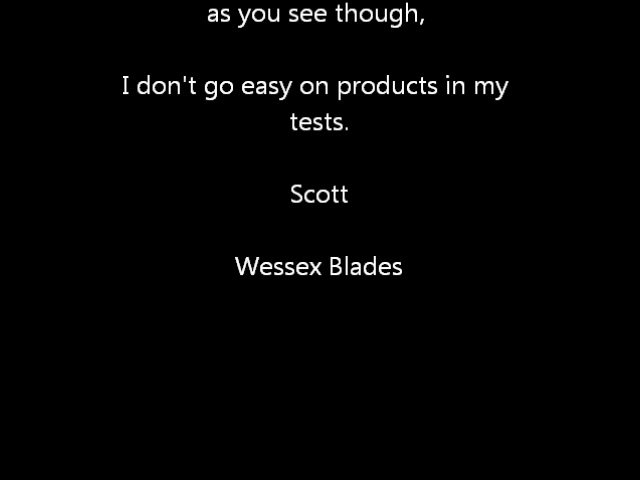 as you see though,
I don't go easy on products in my
tests.
Scott
Wessex Blades